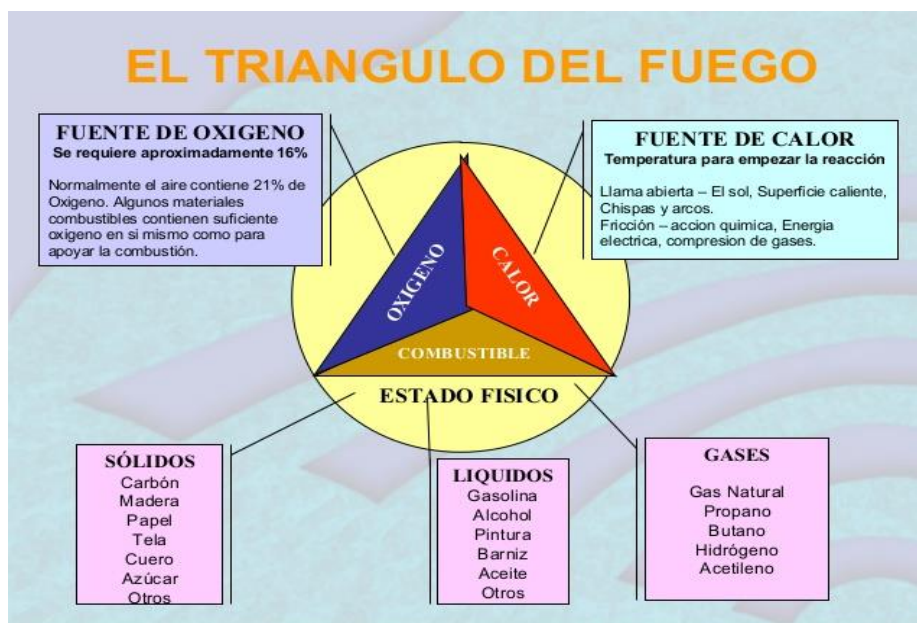 EL TRIANGULO DEL FUEGO
FUENTE DE OXIGENO
Se requiere aproximadamente 16%
Normalmente el aire contiene 21% de
Oxigeno. Algunos materiales
combustibles contienen suficiente
oxigeno en si mismo como para
apoyar la combustión.
FUENTE DE CALOR
Temperatura para empezar la reacción
Llama abierta – El sol, Superficie caliente,
Chispas y arcos.
Fricción – accion quimica, Energia
electrica, compresion de gases.
OXIGENO
CALOR
COMBUSTIBLE
ESTADO FISICO
SÓLIDOS
Carbón
Madera
Papel
Tela
Cuero
Azúcar
Otros
LIQUIDOS
Gasolina
Alcohol
Pintura
Barniz
Aceite
Otros
GASES
Gas Natural
Propano
Butano
Hidrógeno
Acetileno